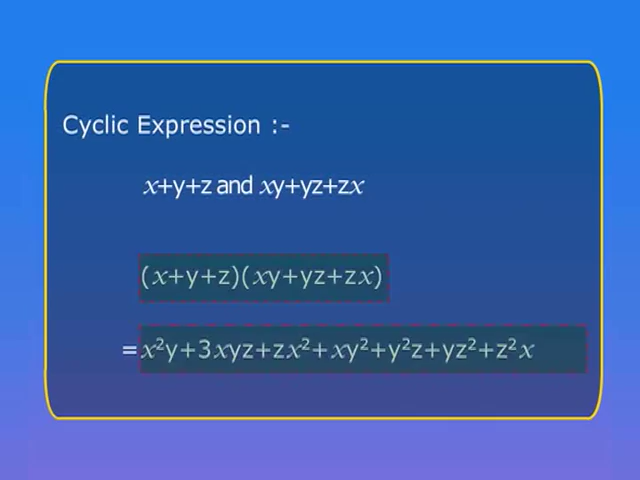 Cyclic Expression :-
x+y+z and xy+yz+zx
(x+y+z)(xy+yz+zx)
=x²y+3xyz+zx²+xy²+y²z+yz²+z²x